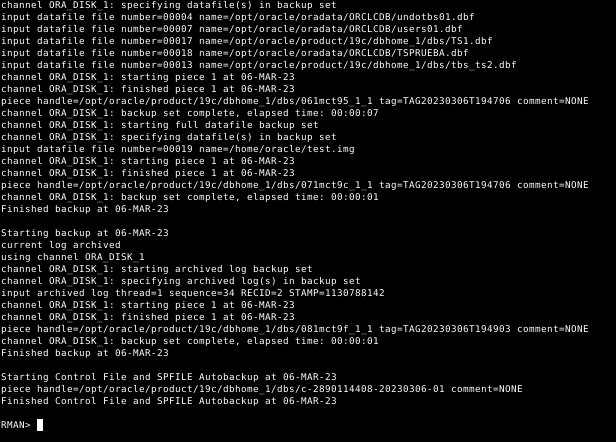 channel ORA_DISK_1: specifying datafile(s) in backup set
input datafile file number=00004 name=/opt/oracle/oradata/ORCLCDB/undotbs01.dbf
input datafile file number=00007 name=/opt/oracle/oradata/ORCLCDB/users01.dbf
input datafile file number=00017 name=/opt/oracle/product/19c/dbhome_1/dbs/TS1.dbf
input datafile file number=00018 name=/opt/oracle/oradata/ORCLCDB/TSPRUEBA.dbf
input datafile file number=00013 name=/opt/oracle/product/19c/dbhome_1/dbs/tbs_ts2.dbf
channel ORA_DISK_1: starting piece 1 at 06-MAR-23
channel ORA_DISK_1: finished piece 1 at 06-MAR-23
piece handle=/opt/oracle/product/19c/dbhome_1/dbs/061mct95_1_1 tag=TAG20230306T194706 comment=NONE
channel ORA_DISK_1: backup set complete, elapsed time: 00:00:07
channel ORA_DISK_1: starting full datafile backup set
channel ORA_DISK_1: specifying datafile(s) in backup set
input datafile file number=00019 name=/home/oracle/test.img
channel ORA_DISK_1: starting piece 1 at 06-MAR-23
channel ORA_DISK_1: finished piece 1 at 06-MAR-23
piece handle=/opt/oracle/product/19c/dbhome_1/dbs/071mct9c_1_1 tag=TAG20230306T194706 comment=NONE
channel ORA_DISK_1: backup set complete, elapsed time: 00:00:01
Finished backup at 06-MAR-23

Starting backup at 06-MAR-23
current log archived
using channel ORA_DISK_1
channel ORA_DISK_1: starting archived log backup set
channel ORA_DISK_1: specifying archived log(s) in backup set
input archived log thread=1 sequence=34 RECID=2 STAMP=1130788142
channel ORA_DISK_1: starting piece 1 at 06-MAR-23
channel ORA_DISK_1: finished piece 1 at 06-MAR-23
piece handle=/opt/oracle/product/19c/dbhome_1/dbs/081mct9f_1_1 tag=TAG20230306T194903 comment=NONE
channel ORA_DISK_1: backup set complete, elapsed time: 00:00:01
Finished backup at 06-MAR-23

Starting Control File and SPFILE Autobackup at 06-MAR-23
piece handle=/opt/oracle/product/19c/dbhome_1/dbs/c-2890114408-20230306-01 comment=NONE
Finished Control File and SPFILE Autobackup at 06-MAR-23

RMAN>